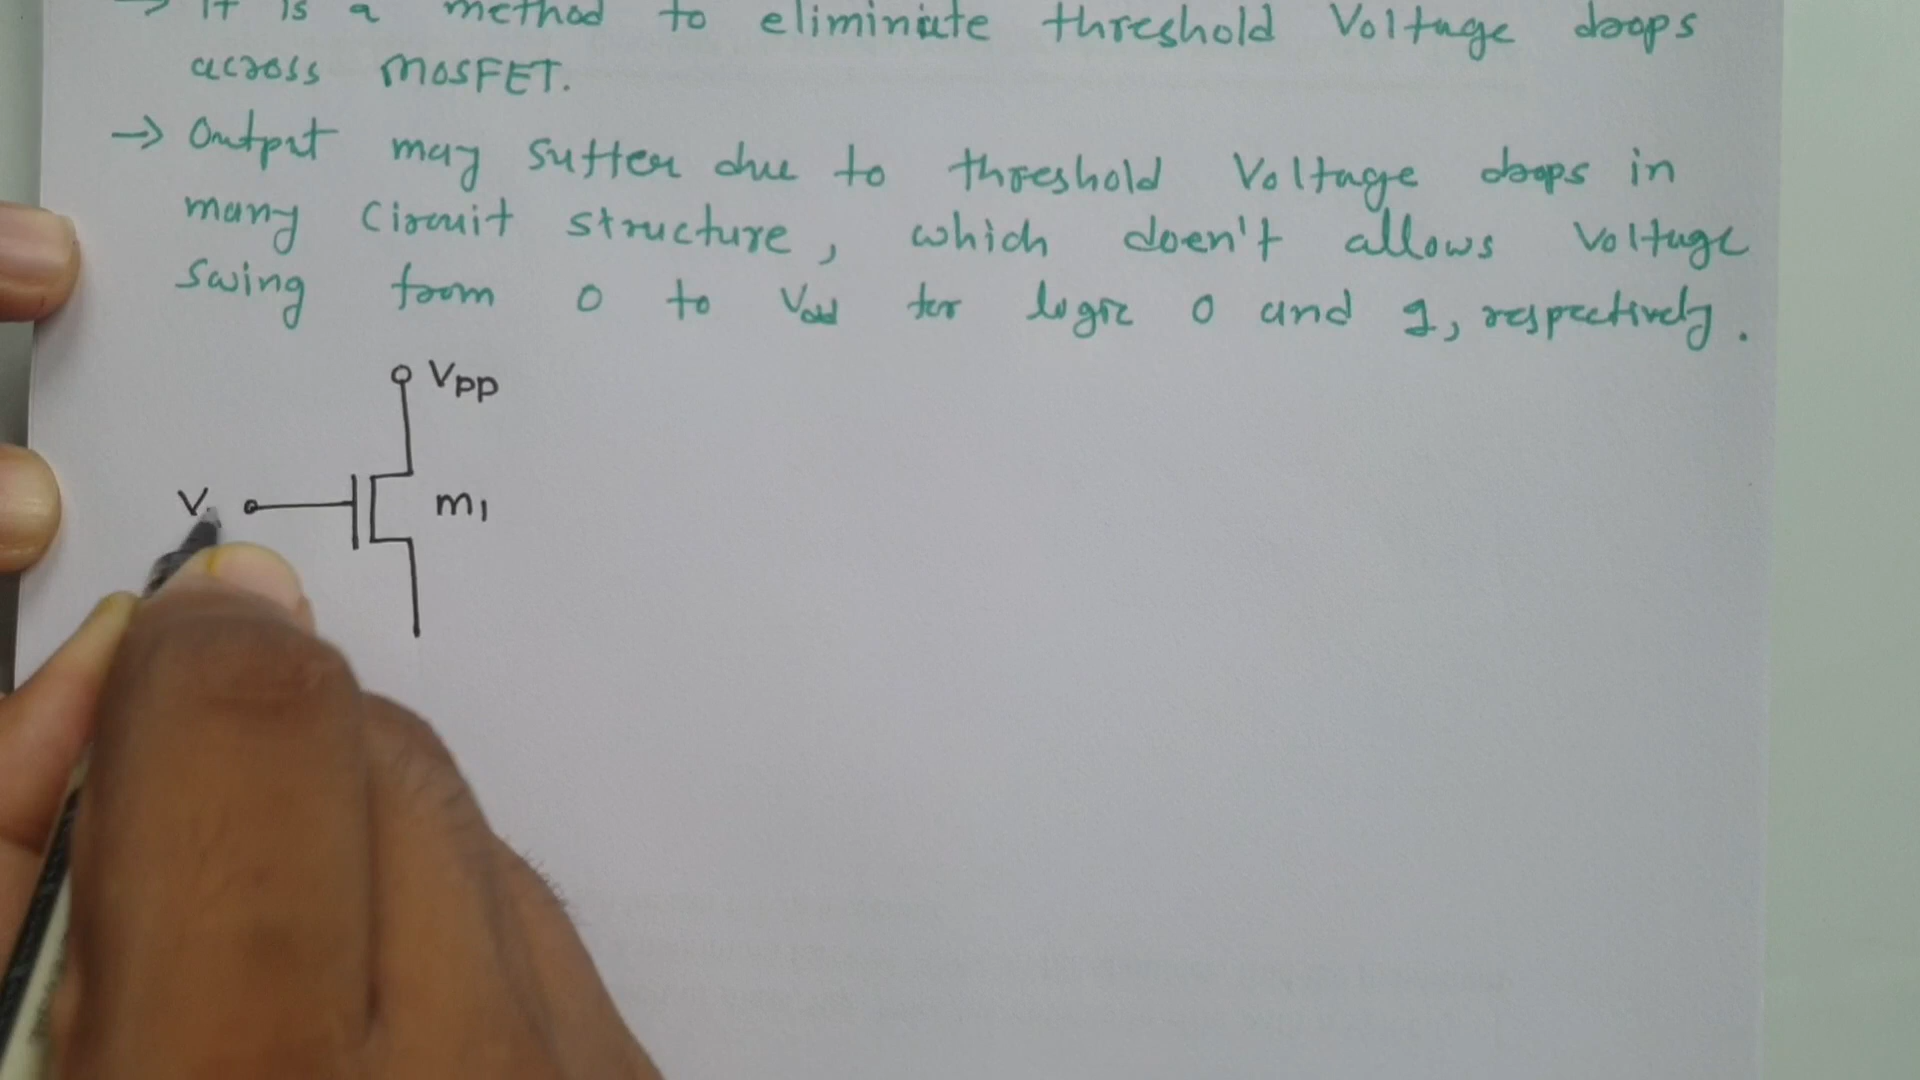 → It is a method to eliminate threshold Voltage drops
across MOSFET.
→ Output may suffer due to threshold Voltage drops in
many Circuit structure, which doen't allows Voltage
Swing from 0 to Vdd for logic 0 and 1, respectively.
VPP
V
m1